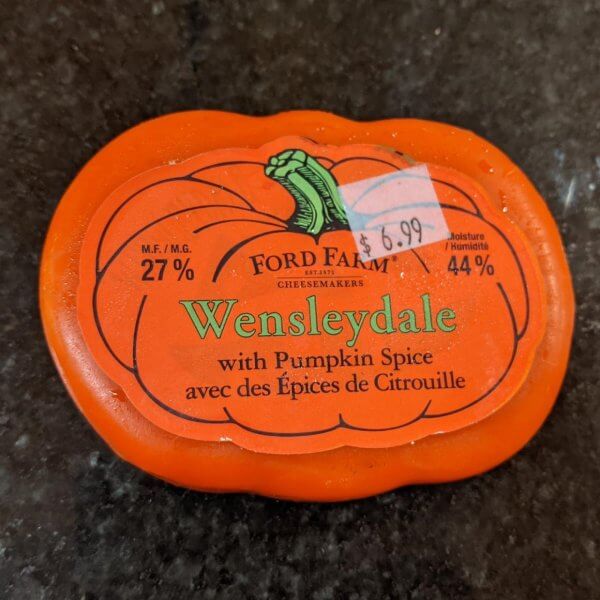 $ 6.99
M.F. / M.G.
27 %
Moisture
/ Humidité
44 %
FORD FARM®
EST. 1973
CHEESEMAKERS
Wensleydale
with Pumpkin Spice
avec des Épices de Citrouille